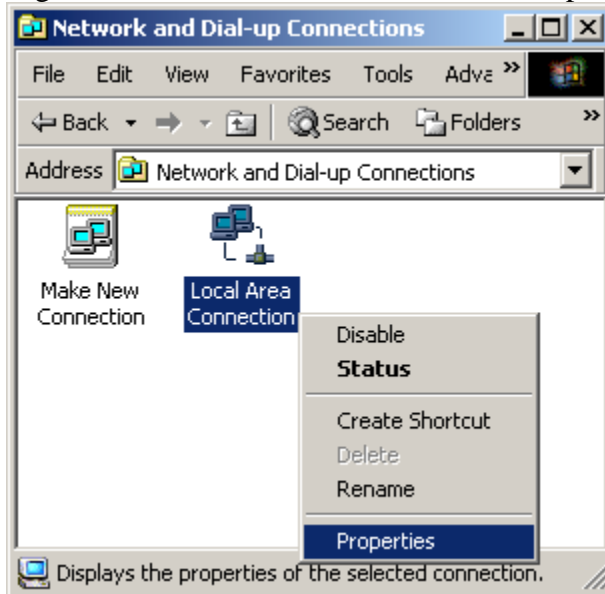 Network and Dial-up Connections
File Edit View Favorites Tools Adva »
Back Search Folders »
Address Network and Dial-up Connections
Make New Connection
Local Area Connection
Disable
Status
Create Shortcut
Delete
Rename
Properties
Displays the properties of the selected connection.